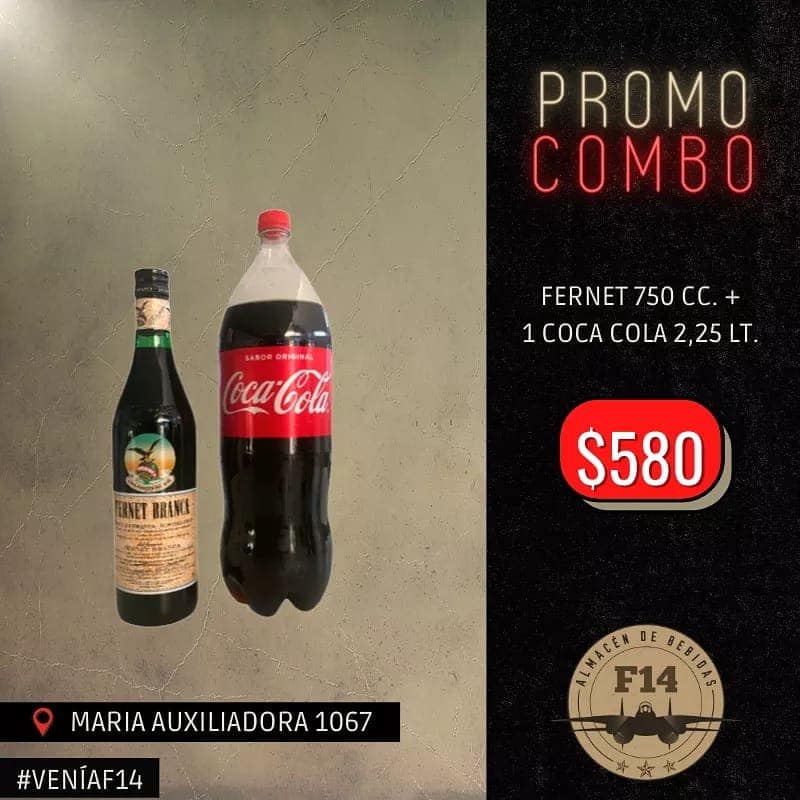 PROMO
COMBO
FERNET 750 CC. +
1 COCA COLA 2,25 LT.
$580
SABOR ORIGINAL
Coca-Cola
FERNET BRANCA
ALMACÉN DE BEBIDAS
F14
MARIA AUXILIADORA 1067
#VENÍAF14